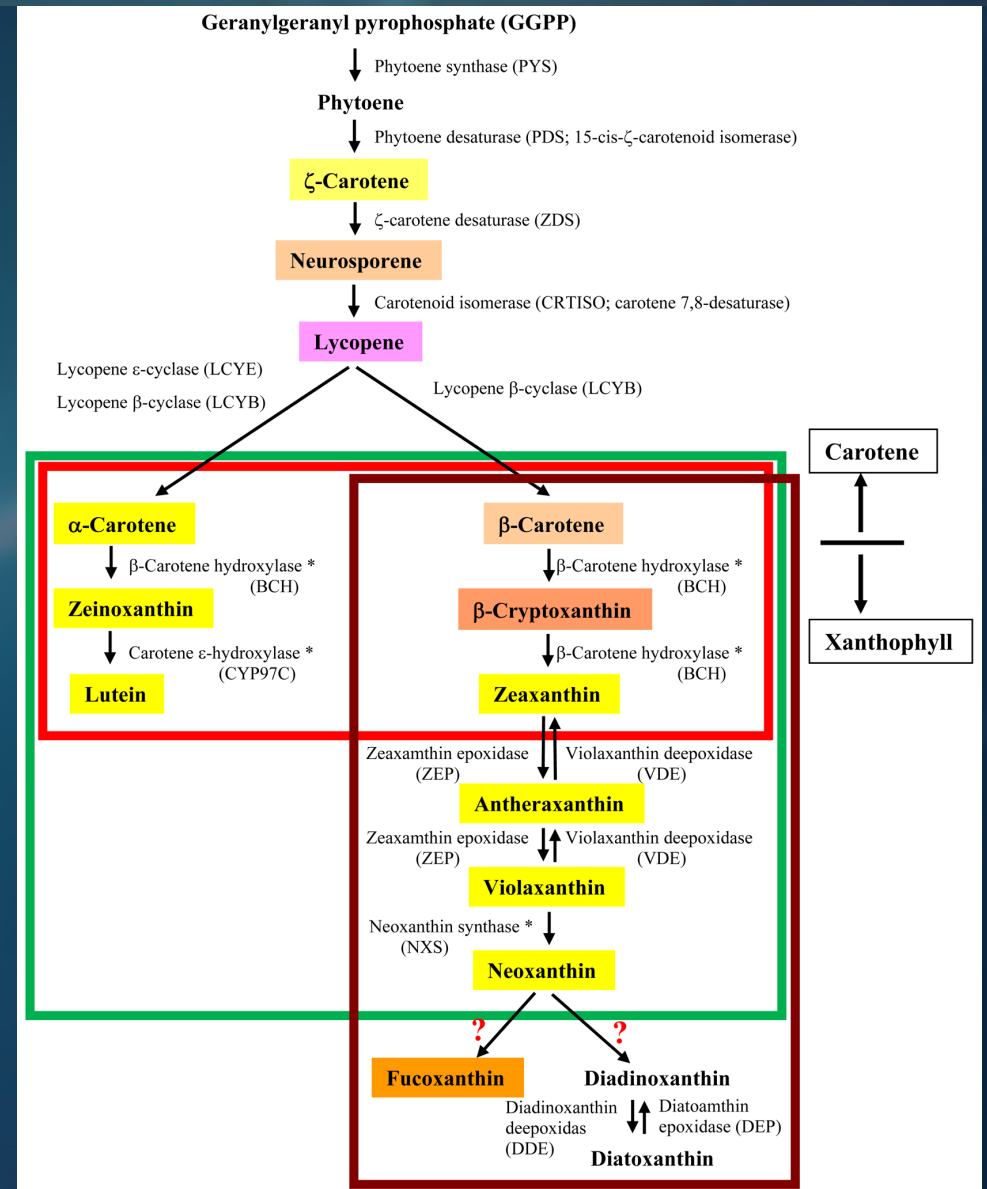 Geranylgeranyl pyrophosphate (GGPP)
Phytoene synthase (PYS)
Phytoene
Phytoene desaturase (PDS; 15-cis-ζ-carotenoid isomerase)
ζ-Carotene
ζ-carotene desaturase (ZDS)
Neurosporene
Carotenoid isomerase (CRTISO; carotene 7,8-desaturase)
Lycopene
Lycopene ε-cyclase (LCYE)
Lycopene β-cyclase (LCYB)
Lycopene β-cyclase (LCYB)
Carotene
Xanthophyll
α-Carotene
β-Carotene hydroxylase *
(BCH)
Zeinoxanthin
Carotene ε-hydroxylase *
(CYP97C)
Lutein
β-Carotene
β-Carotene hydroxylase *
(BCH)
β-Cryptoxanthin
β-Carotene hydroxylase *
(BCH)
Zeaxanthin
Zeaxamthin epoxidase
(ZEP)
Violaxanthin deepoxidase
(VDE)
Antheraxanthin
Zeaxamthin epoxidase
(ZEP)
Violaxanthin deepoxidase
(VDE)
Violaxanthin
Neoxanthin synthase *
(NXS)
Neoxanthin
?
?
Fucoxanthin
Diadinoxanthin
Diadinoxanthin
deepoxidas
(DDE)
Diatoamthin
epoxidase (DEP)
Diatoxanthin